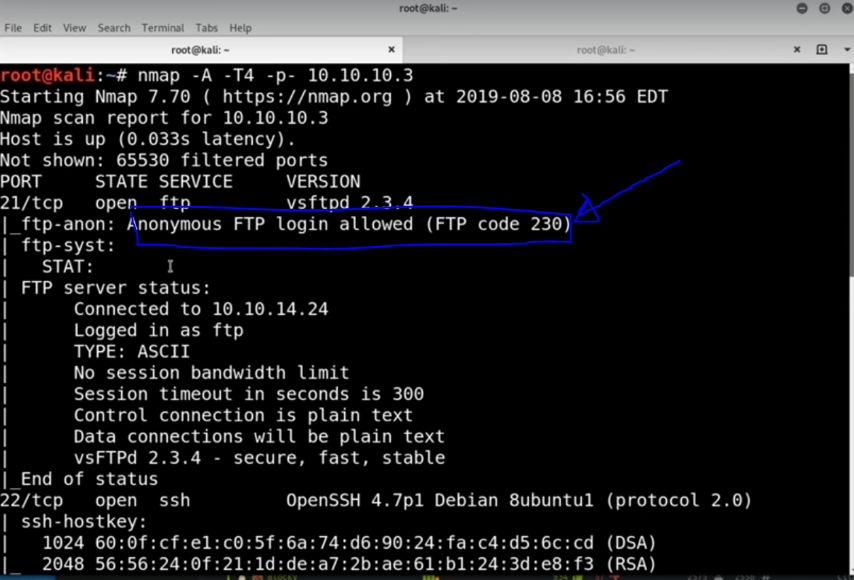 root@kali: ~
File Edit View Search Terminal Tabs Help
root@kali: ~ root@kali: ~
root@kali:~# nmap -A -T4 -p- 10.10.10.3
Starting Nmap 7.70 ( https://nmap.org ) at 2019-08-08 16:56 EDT
Nmap scan report for 10.10.10.3
Host is up (0.033s latency).
Not shown: 65530 filtered ports
PORT STATE SERVICE VERSION
21/tcp open ftp vsftpd 2.3.4
|_ftp-anon: Anonymous FTP login allowed (FTP code 230)
| ftp-syst:
| STAT:
| FTP server status:
| Connected to 10.10.14.24
| Logged in as ftp
| TYPE: ASCII
| No session bandwidth limit
| Session timeout in seconds is 300
| Control connection is plain text
| Data connections will be plain text
| vsFTPd 2.3.4 - secure, fast, stable
|_End of status
22/tcp open ssh OpenSSH 4.7p1 Debian 8ubuntu1 (protocol 2.0)
| ssh-hostkey:
| 1024 60:0f:cf:e1:c0:5f:6a:74:d6:90:24:fa:c4:d5:6c:cd (DSA)
|_ 2048 56:56:24:0f:21:1d:de:a7:2b:ae:61:b1:24:3d:e8:f3 (RSA)